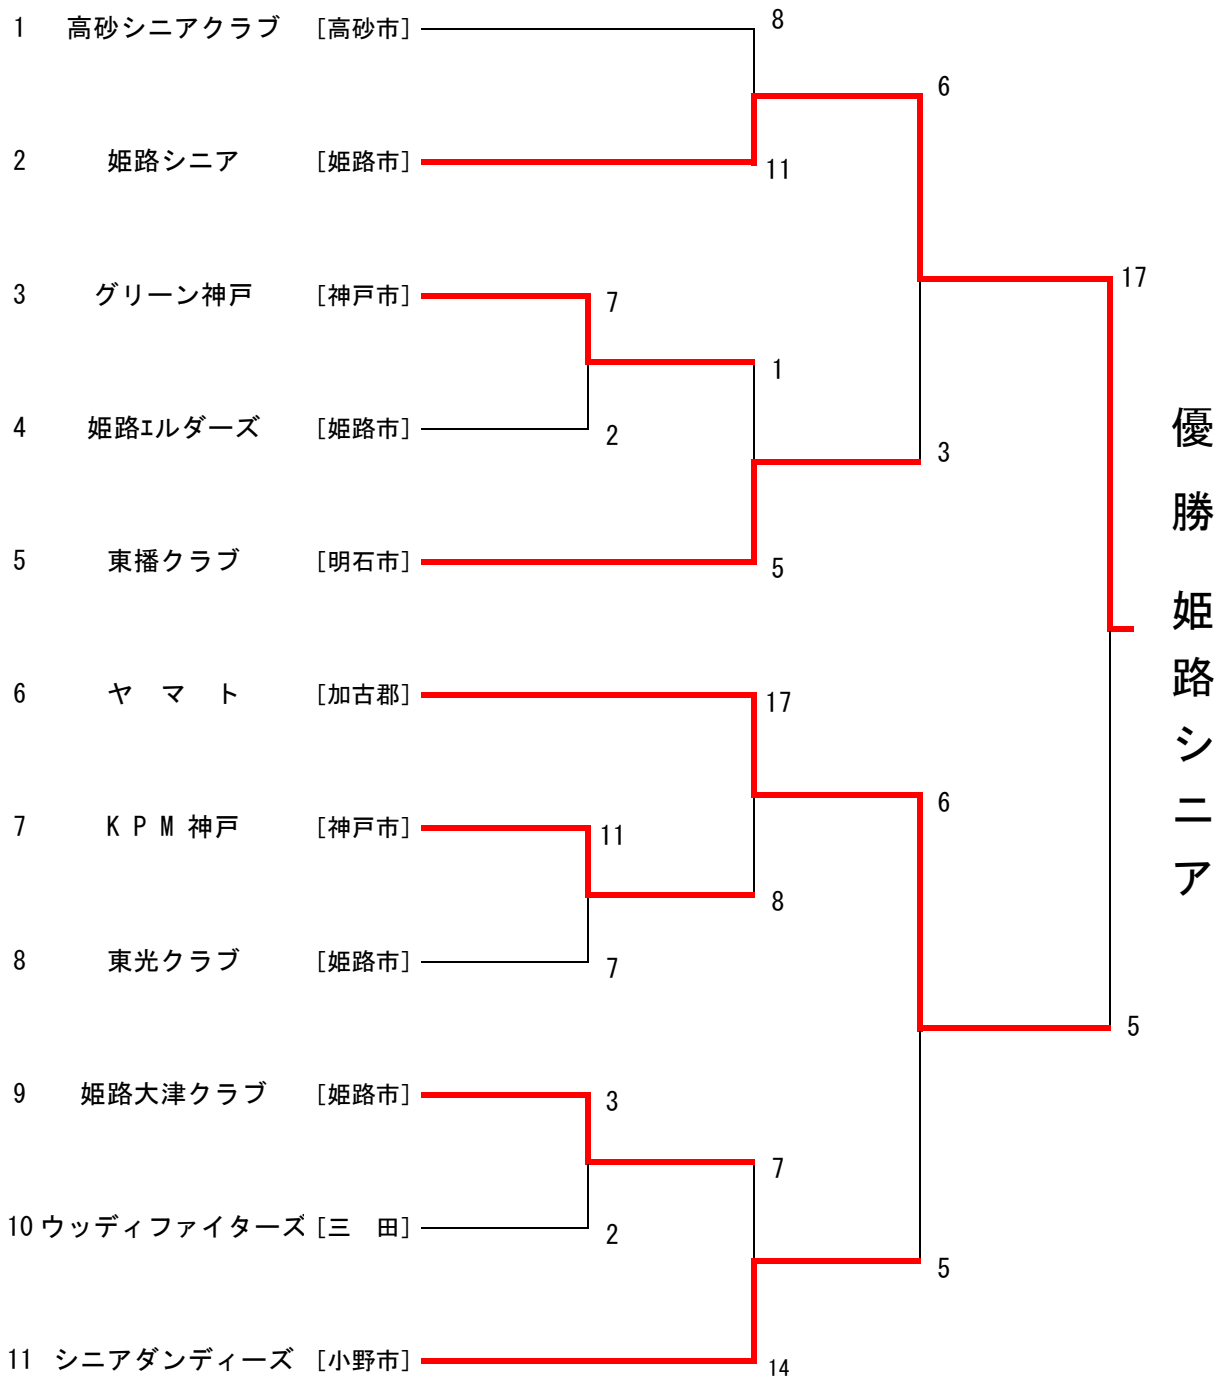 1 高砂シニアクラブ [高砂市] 8
6
2 姫路シニア [姫路市] 11
17
3 グリーン神戸 [神戸市] 7
1
4 姫路ｴルダーズ [姫路市] 2
3
5 東播クラブ [明石市] 5
6 ヤ マ ト [加古郡] 17
6
7 K P M 神戸 [神戸市] 11
8
8 東光クラブ [姫路市] 7
5
9 姫路大津クラブ [姫路市] 3
7
10 ウッディファイターズ [三 田] 2
5
11 シニアダンディーズ [小野市] 14
優勝 姫路シニア